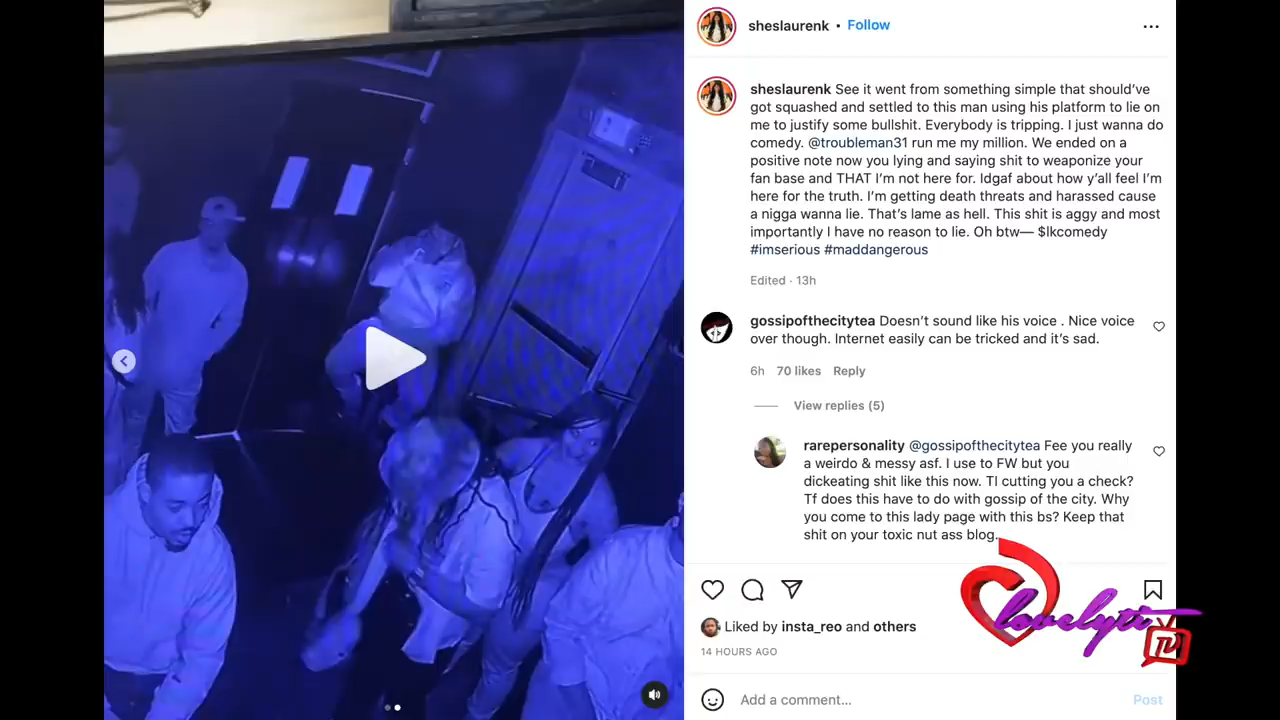 sheslaurenk • Follow
sheslaurenk See it went from something simple that should've
got squashed and settled to this man using his platform to lie on
me to justify some bullshit. Everybody is tripping. I just wanna do
comedy. @troubleman31 run me my million. We ended on a
positive note now you lying and saying shit to weaponize your
fan base and THAT I'm not here for. Idgaf about how y'all feel I'm
here for the truth. I'm getting death threats and harassed cause
a nigga wanna lie. That's lame as hell. This shit is aggy and most
importantly I have no reason to lie. Oh btw— $lkcomedy
#imserious #maddangerous
Edited · 13h
gossipofthecitytea Doesn't sound like his voice . Nice voice
over though. Internet easily can be tricked and it's sad.
6h 70 likes Reply
View replies (5)
rarepersonality @gossipofthecitytea Fee you really
a weirdo & messy asf. I use to FW but you
dickeating shit like this now. TI cutting you a check?
Tf does this have to do with gossip of the city. Why
you come to this lady page with this bs? Keep that
shit on your toxic nut ass blog.
Liked by insta_reo and others
14 HOURS AGO
Add a comment... Post
lovelyti
TV